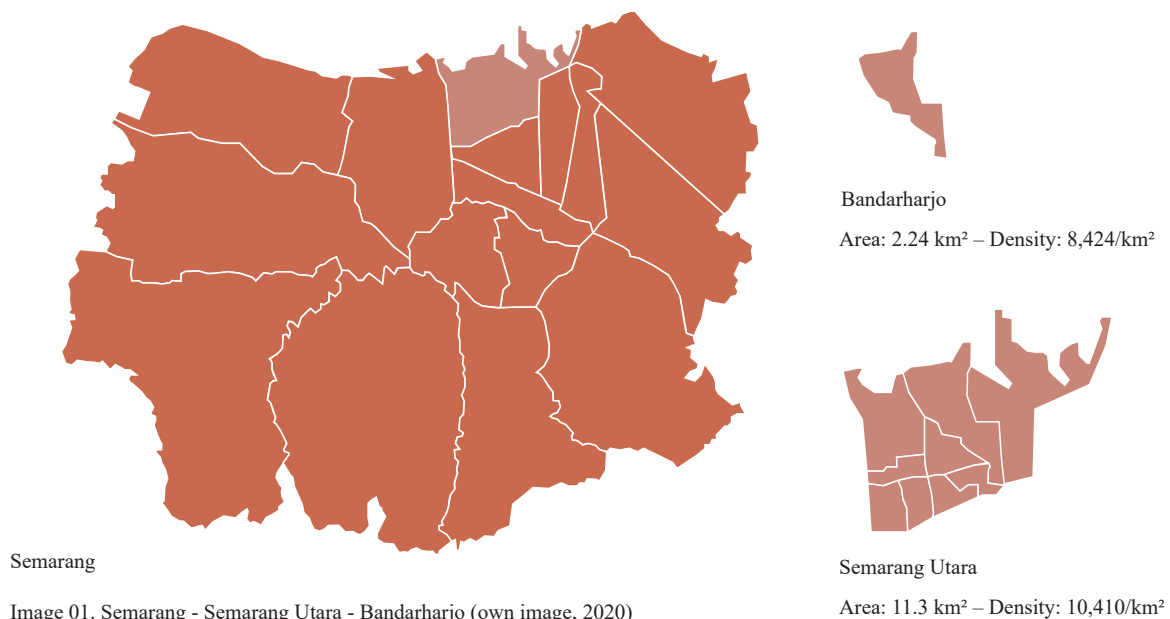 Bandarharjo
Area: 2.24 km² – Density: 8,424/km²
Semarang
Semarang Utara
Image 01. Semarang - Semarang Utara - Bandarharjo (own image, 2020)
Area: 11.3 km² – Density: 10,410/km²